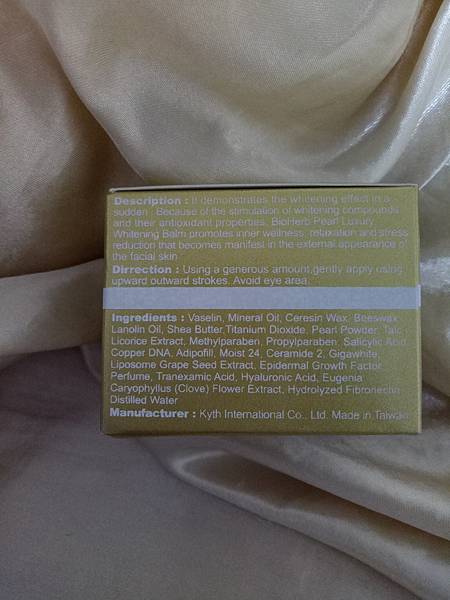 Description : It demonstrates the whitening effect in a
sudden . Because of the stimulation of whitening compounds
and their antioxidant properties. BioHerb Pearl Luxury
Whitening Balm promotes inner wellness, relaxation and stress
reduction that becomes manifest in the external appearance of
the facial skin.
Dirrection : Using a generous amount,gently apply using
upward outward strokes. Avoid eye area.
Ingredients : Vaselin, Mineral Oil, Ceresin Wax, Beeswax,
Lanolin Oil, Shea Butter,Titanium Dioxide, Pearl Powder, Talc,
Licorice Extract, Methylparaben, Propylparaben, Salicylic Acid,
Copper DNA, Adipofill, Moist 24, Ceramide 2, Gigawhite,
Liposome Grape Seed Extract, Epidermal Growth Factor,
Perfume, Tranexamic Acid, Hyaluronic Acid, Eugenia
Caryophyllus (Clove) Flower Extract, Hydrolyzed Fibronectin,
Distilled Water
Manufacturer : Kyth International Co., Ltd. Made in Taiwan